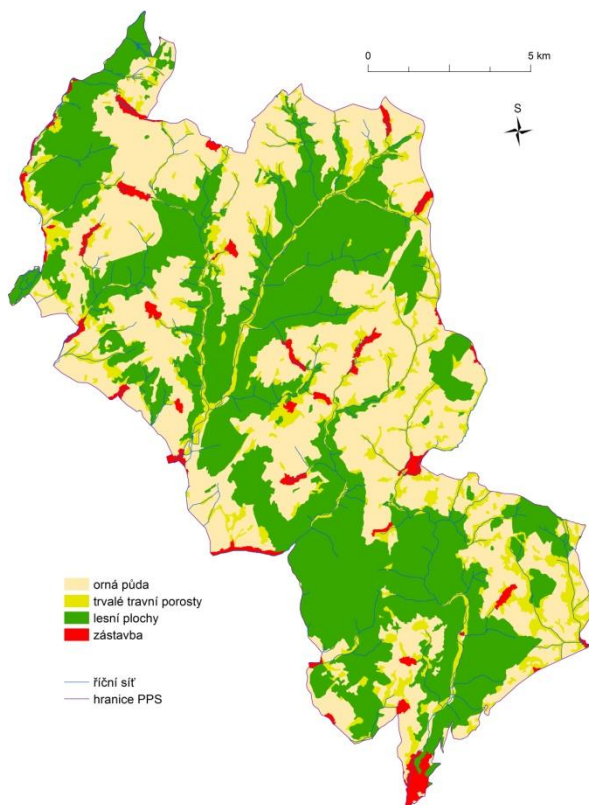 0 5 km
S
orná půda
trvalé travní porosty
lesní plochy
zástavba
říční síť
hranice PPS